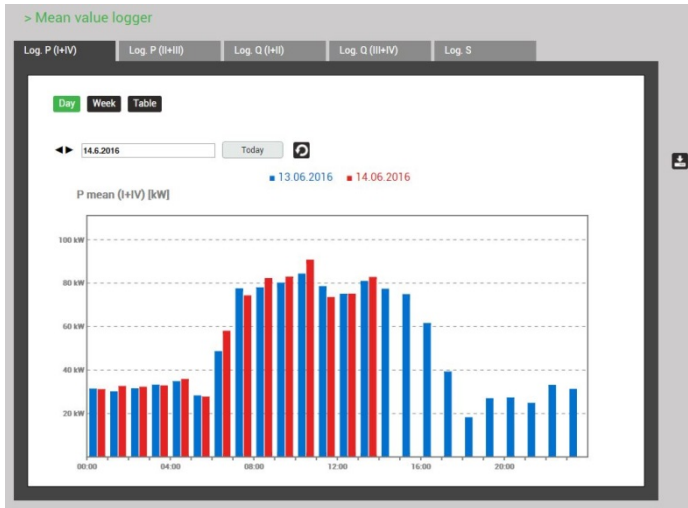 > Mean value logger
Log. P (I+IV) Log. P (II+III) Log. Q (I+II) Log. Q (III+IV) Log. S
Day Week Table
14.6.2016 Today
13.06.2016 14.06.2016
P mean (I+IV) [kW]
100 kW
80 kW
60 kW
40 kW
20 kW
00:00 04:00 08:00 12:00 16:00 20:00